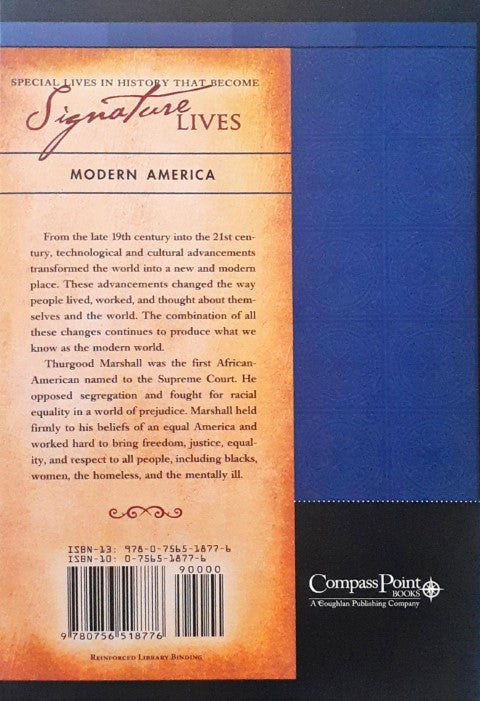 SPECIAL LIVES IN HISTORY THAT BECOME
Signature LIVES
MODERN AMERICA
From the late 19th century into the 21st cen-
tury, technological and cultural advancements
transformed the world into a new and modern
place. These advancements changed the way
people lived, worked, and thought about them-
selves and the world. The combination of all
these changes continues to produce what we
know as the modern world.
Thurgood Marshall was the first African-
American named to the Supreme Court. He
opposed segregation and fought for racial
equality in a world of prejudice. Marshall held
firmly to his beliefs of an equal America and
worked hard to bring freedom, justice, equal-
ity, and respect to all people, including blacks,
women, the homeless, and the mentally ill.
ISBN-13: 978-0-7565-1877-6
ISBN-10: 0-7565-1877-6
90000
9 780756 518776
REINFORCED LIBRARY BINDING
COMPASS POINT
BOOKS
A Coughlan Publishing Company